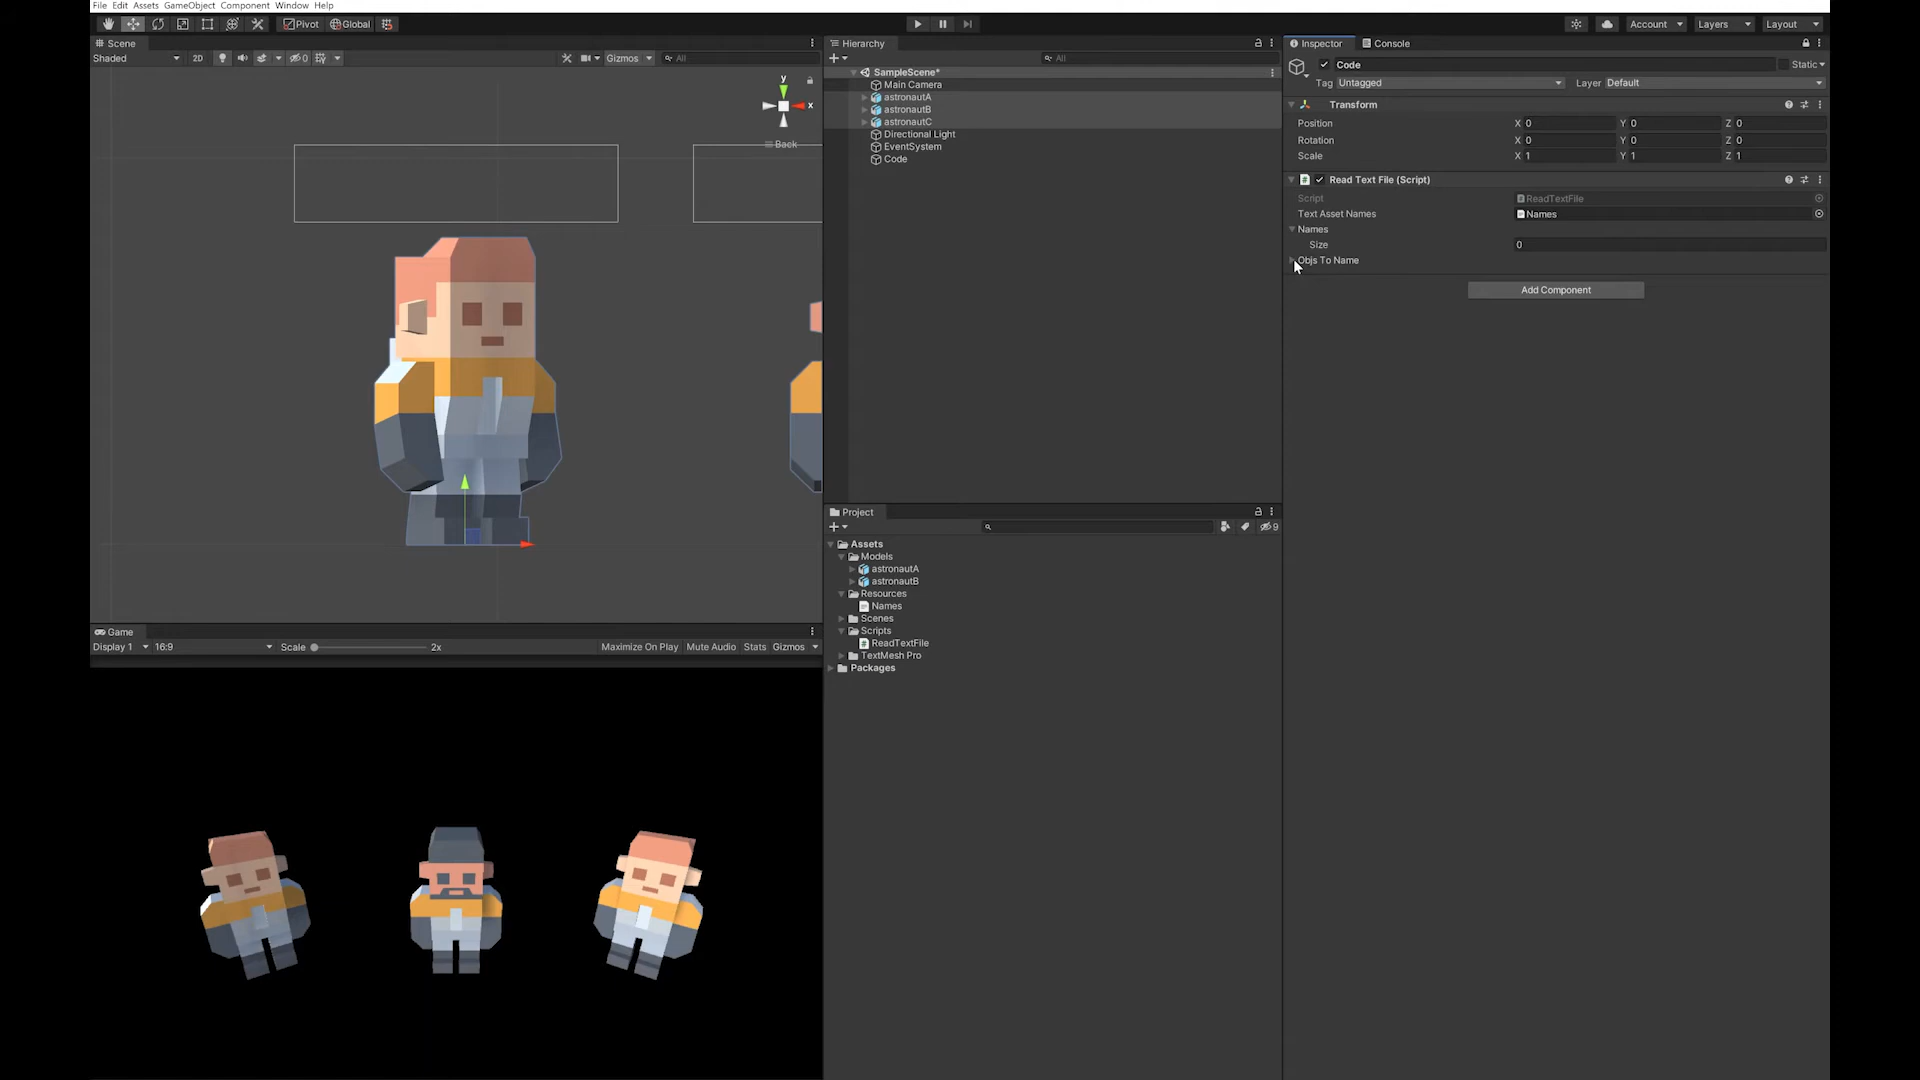 File Edit Assets GameObject Component Window Help
Pivot Global Account Layers Layout
Scene
Shaded 2D Gizmos All
y
x
Back
Game
Display 1 16:9 Scale 2x Maximize On Play Mute Audio Stats Gizmos
Hierarchy
All
SampleScene*
Main Camera
astronautA
astronautB
astronautC
Directional Light
EventSystem
Code
Project
9
Assets
Models
astronautA
astronautB
Resources
Names
Scenes
Scripts
ReadTextFile
TextMesh Pro
Packages
Inspector Console
Code Static
Tag Untagged Layer Default
Transform
Position X 0 Y 0 Z 0
Rotation X 0 Y 0 Z 0
Scale X 1 Y 1 Z 1
Read Text File (Script)
Script ReadTextFile
Text Asset Names Names
Names
Size 0
Objs To Name
Add Component